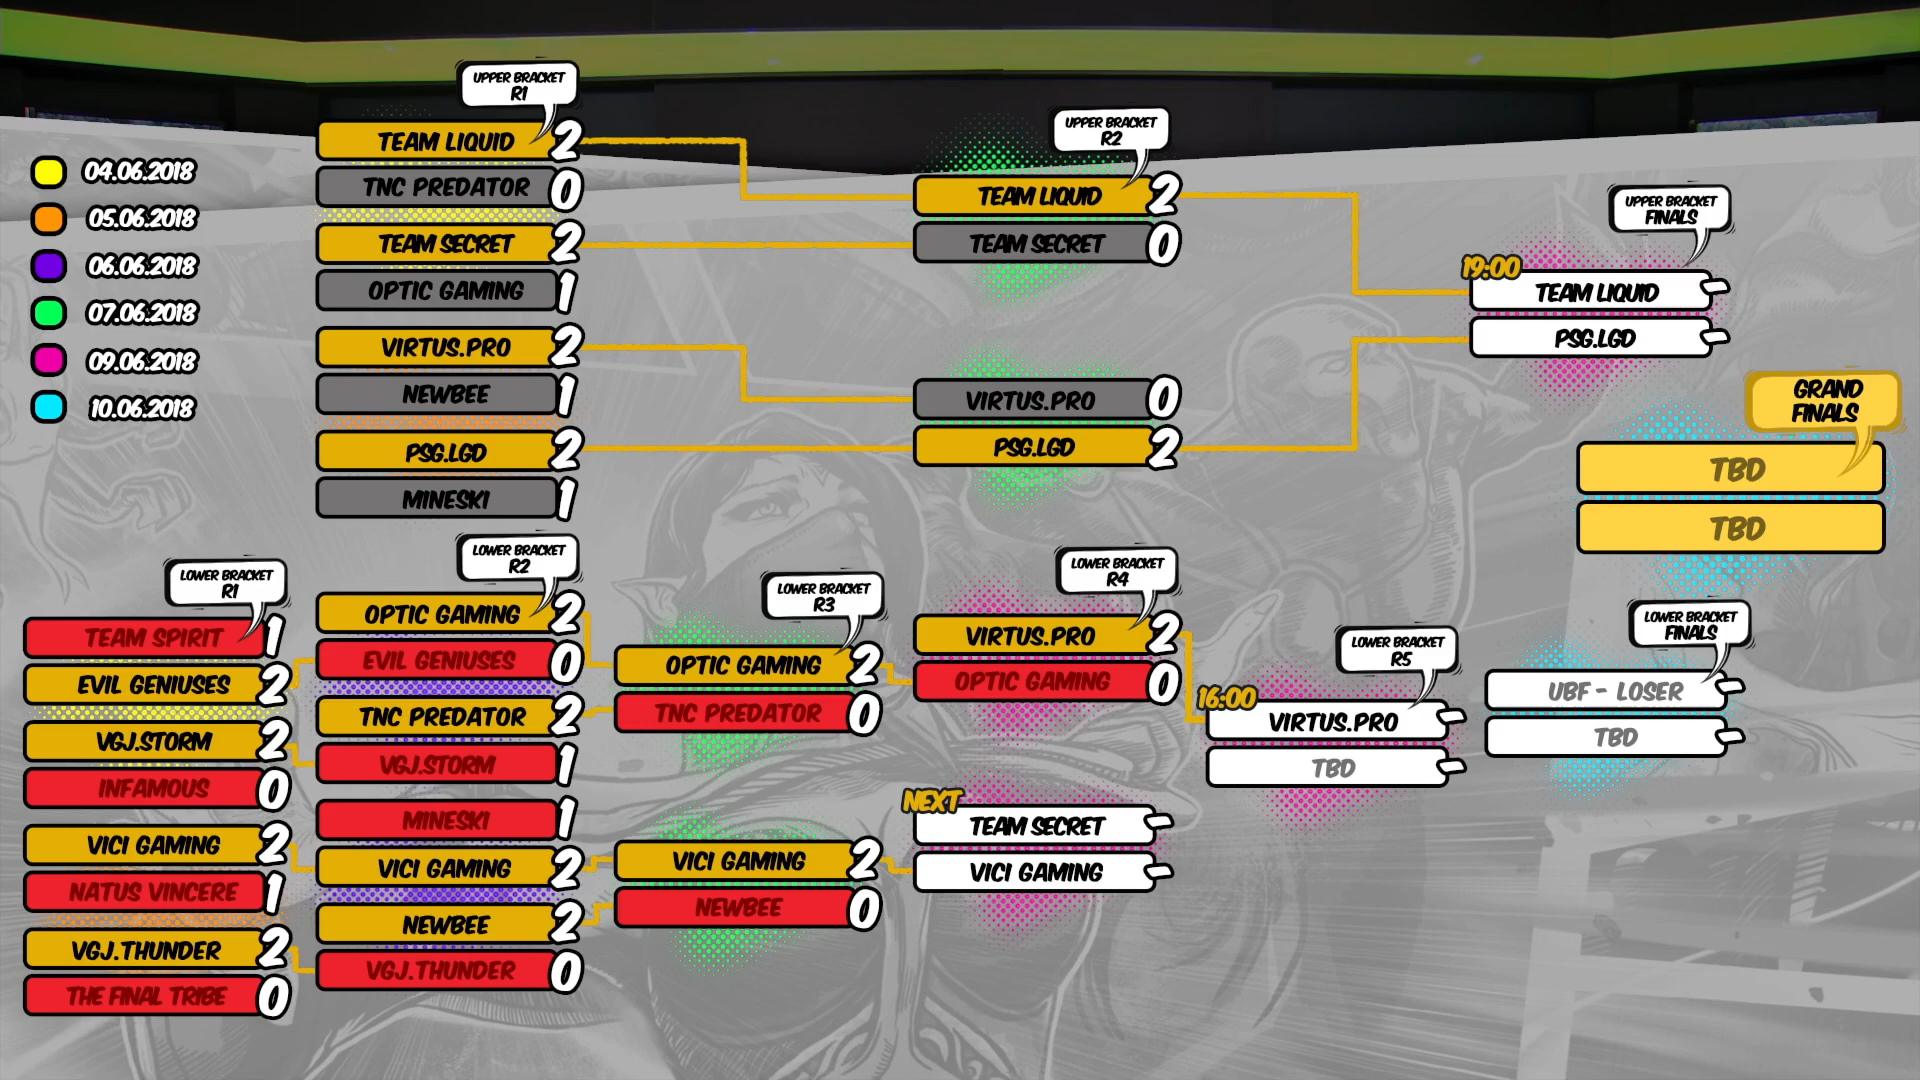 04.06.2018
05.06.2018
06.06.2018
07.06.2018
09.06.2018
10.06.2018
UPPER BRACKET
R1
TEAM LIQUID 2
TNC PREDATOR 0
TEAM SECRET 2
OPTIC GAMING 1
VIRTUS.PRO 2
NEWBEE 1
PSG.LGD 2
MINESKI 1
UPPER BRACKET
R2
TEAM LIQUID 2
TEAM SECRET 0
VIRTUS.PRO 0
PSG.LGD 2
UPPER BRACKET
FINALS
19:00
TEAM LIQUID -
PSG.LGD -
GRAND
FINALS
TBD
TBD
LOWER BRACKET
R1
TEAM SPIRIT 1
EVIL GENIUSES 2
VGJ.STORM 2
INFAMOUS 0
VICI GAMING 2
NATUS VINCERE 1
VGJ.THUNDER 2
THE FINAL TRIBE 0
LOWER BRACKET
R2
OPTIC GAMING 2
EVIL GENIUSES 0
TNC PREDATOR 2
VGJ.STORM 1
MINESKI 1
VICI GAMING 2
NEWBEE 2
VGJ.THUNDER 0
LOWER BRACKET
R3
OPTIC GAMING 2
TNC PREDATOR 0
VICI GAMING 2
NEWBEE 0
LOWER BRACKET
R4
VIRTUS.PRO 2
OPTIC GAMING 0
NEXT
TEAM SECRET -
VICI GAMING -
LOWER BRACKET
R5
16:00
VIRTUS.PRO -
TBD -
LOWER BRACKET
FINALS
UBF - LOSER -
TBD -